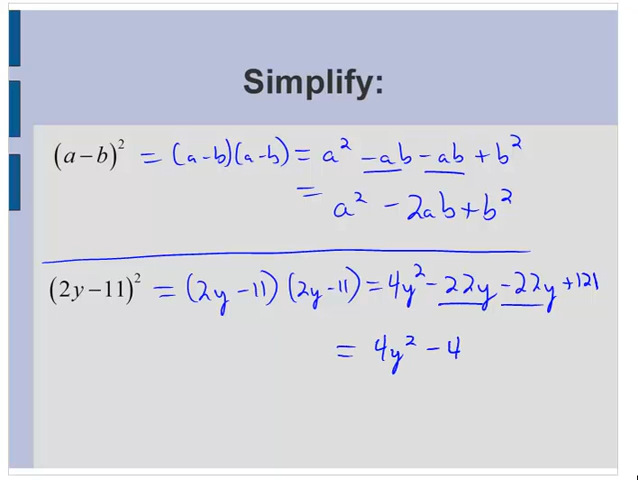 Simplify:
(a−b)² = (a−b)(a−b) = a² −ab −ab +b²
= a² − 2ab + b²
(2y−11)² = (2y−11)(2y−11) = 4y² − 22y − 22y + 121
= 4y² − 4